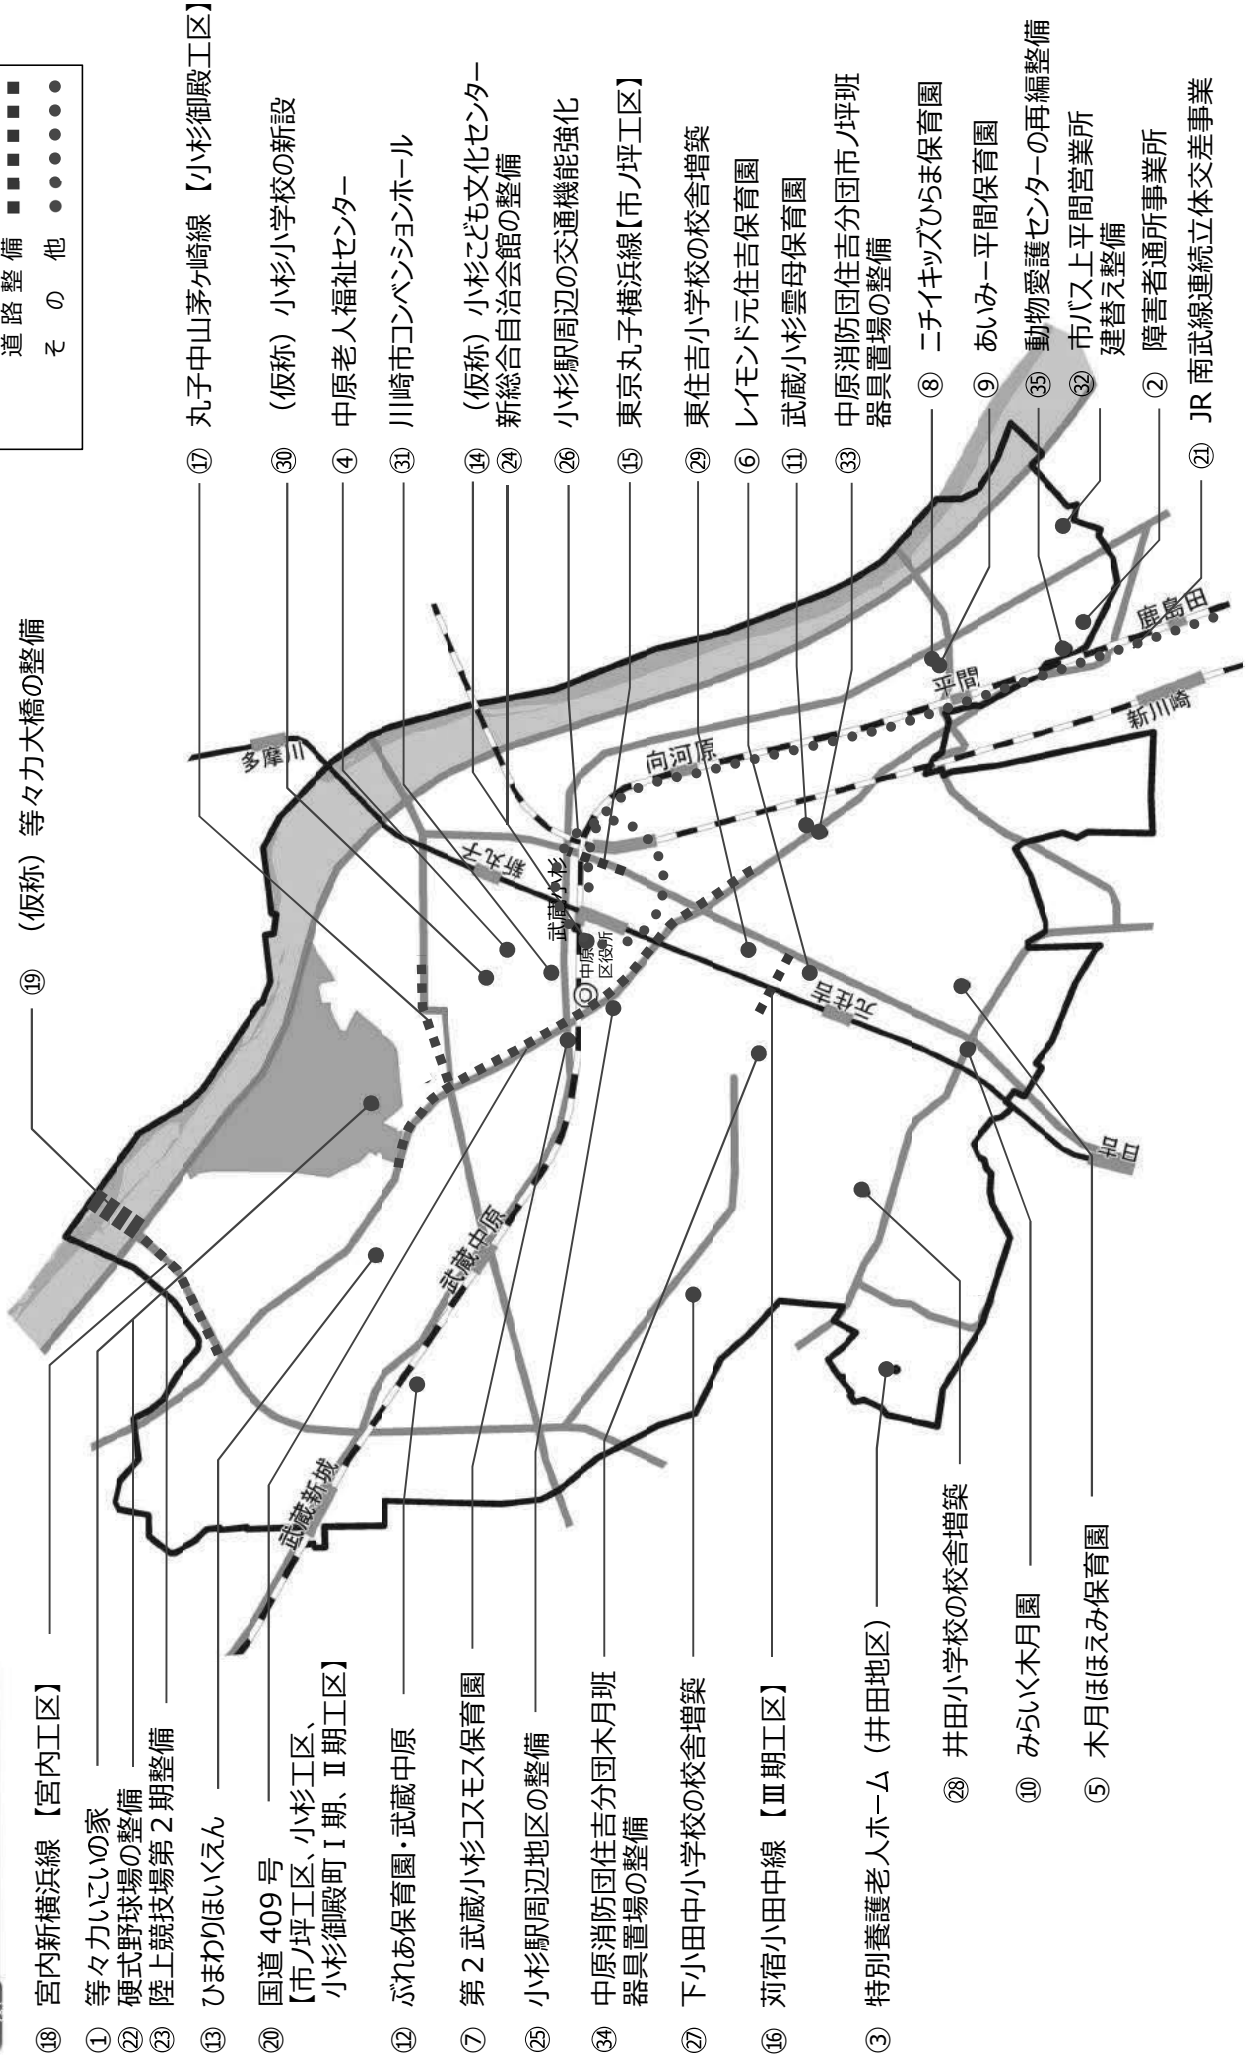 道路整備
その他
⑲ （仮称）等々力大橋の整備
⑰ 丸子中山茅ヶ崎線 【小杉御殿工区】
㉚ （仮称）小杉小学校の新設
④ 中原老人福祉センター
㉛ 川崎市コンベンションホール
⑭ （仮称）小杉こども文化センター
㉔ 新総合自治会館の整備
㉖ 小杉駅周辺の交通機能強化
⑮ 東京丸子横浜線【市ノ坪工区】
㉙ 東住吉小学校の校舎増築
⑥ レイモンド元住吉保育園
⑪ 武蔵小杉雲母保育園
㉝ 中原消防団住吉分団市ノ坪班
器具置場の整備
⑧ ニチイキッズひらま保育園
⑨ あいみー平間保育園
㉟ 動物愛護センターの再編整備
㉜ 市バス上平間営業所
建替え整備
② 障害者通所事業所
㉑ JR 南武線連続立体交差事業
多摩川
新丸子
武蔵小杉
中原
区役所
向河原
平間
鹿島田
新川崎
元住吉
日吉
武蔵中原
武蔵新城
⑱ 宮内新横浜線 【宮内工区】
① 等々力いこいの家
㉒ 硬式野球場の整備
㉓ 陸上競技場第２期整備
⑬ ひまわりほいくえん
⑳ 国道 409 号
【市ノ坪工区、小杉工区、
小杉御殿町Ⅰ期、Ⅱ期工区】
⑫ ぶれあ保育園・武蔵中原
⑦ 第２武蔵小杉コスモス保育園
㉕ 小杉駅周辺地区の整備
㉞ 中原消防団住吉分団木月班
器具置場の整備
㉗ 下小田中小学校の校舎増築
⑯ 苅宿小田中線 【Ⅲ期工区】
③ 特別養護老人ホーム（井田地区）
㉘ 井田小学校の校舎増築
⑩ みらいく木月園
⑤ 木月ほほえみ保育園